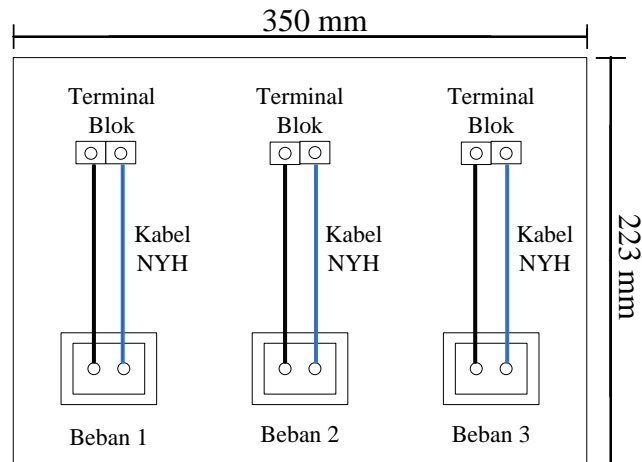 350 mm
Terminal
Blok
Terminal
Blok
Terminal
Blok
Kabel
NYH
Kabel
NYH
Kabel
NYH
223 mm
Beban 1
Beban 2
Beban 3